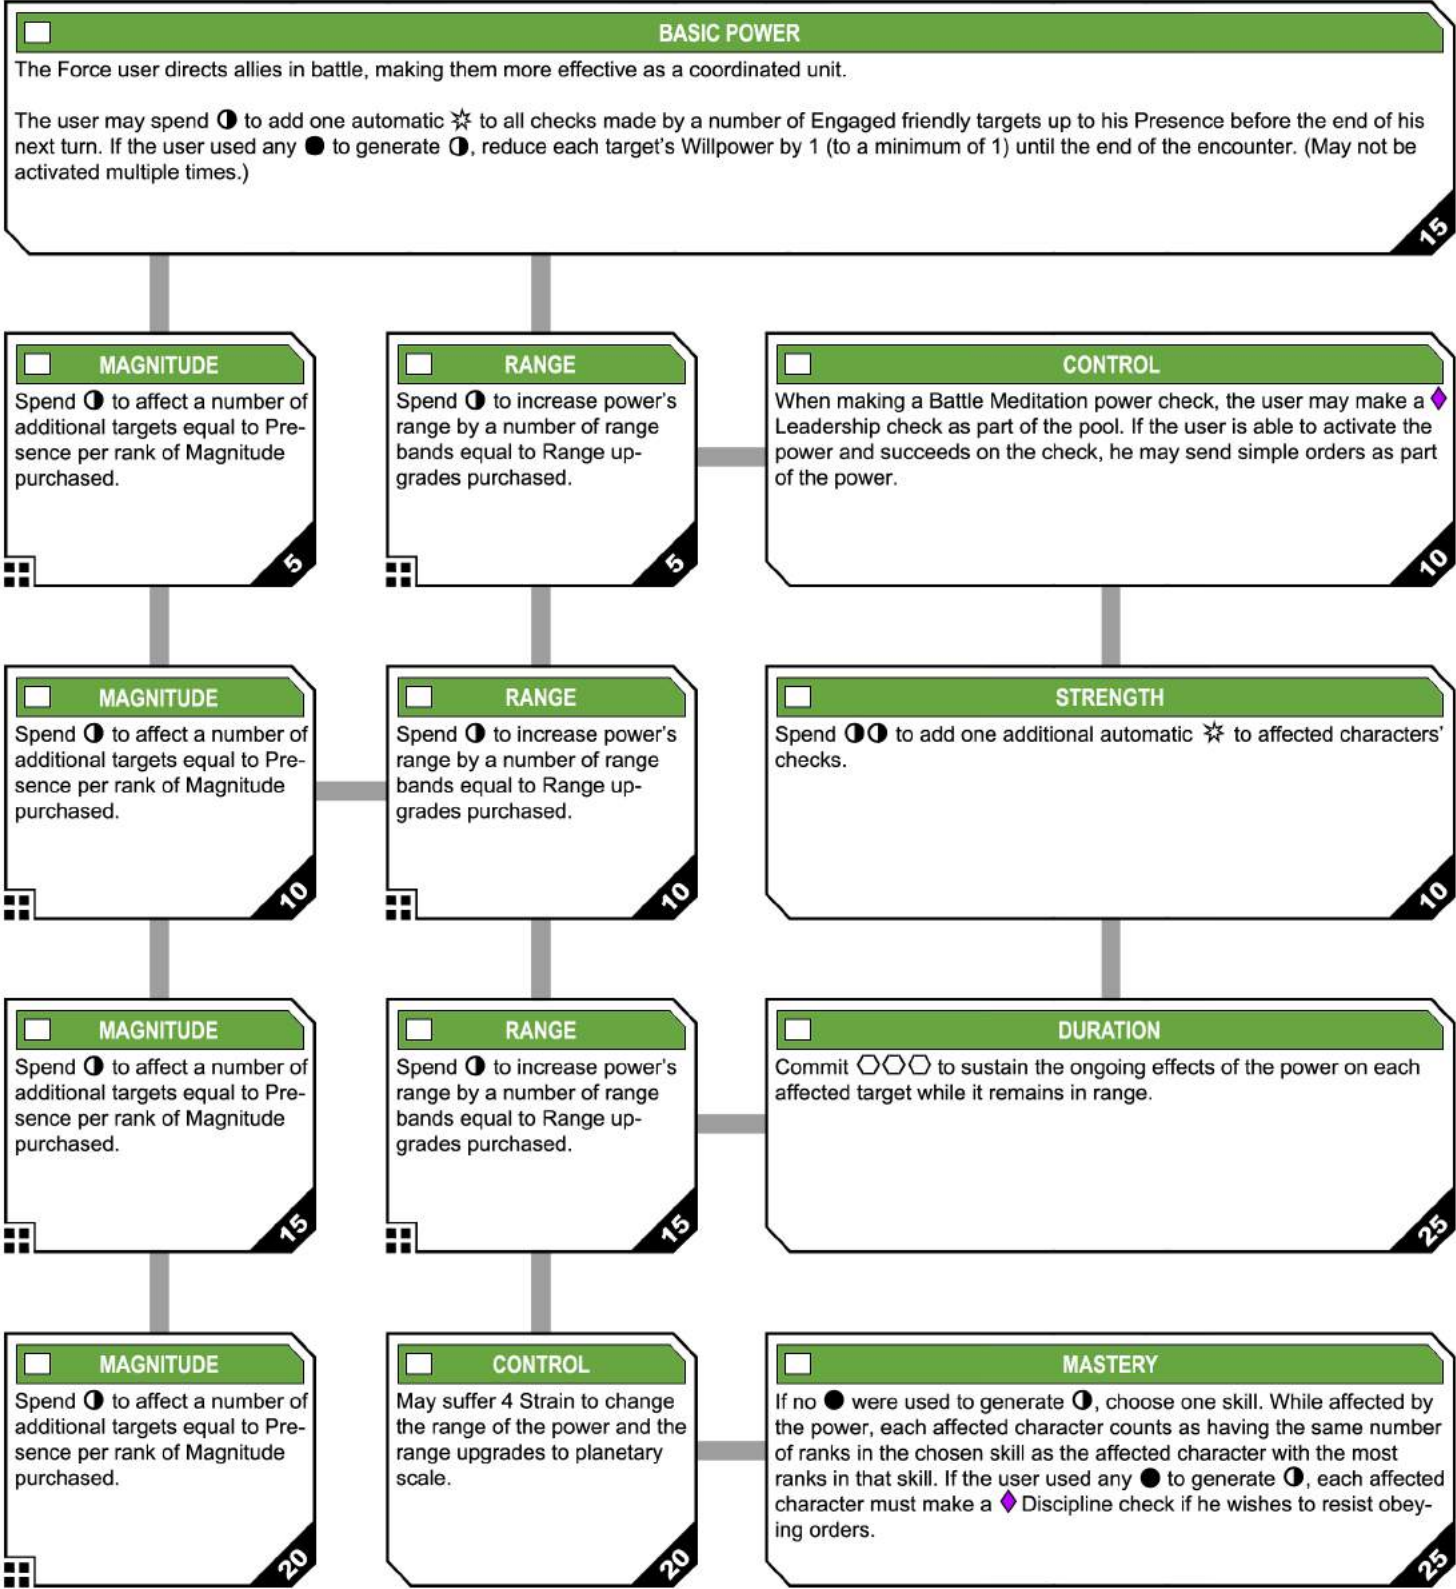 BASIC POWER
The Force user directs allies in battle, making them more effective as a coordinated unit.
The user may spend ◐ to add one automatic ☼ to all checks made by a number of Engaged friendly targets up to his Presence before the end of his
next turn. If the user used any ● to generate ◐, reduce each target's Willpower by 1 (to a minimum of 1) until the end of the encounter. (May not be
activated multiple times.)
15
MAGNITUDE
Spend ◐ to affect a number of
additional targets equal to Pre-
sence per rank of Magnitude
purchased.
5
RANGE
Spend ◐ to increase power's
range by a number of range
bands equal to Range up-
grades purchased.
5
CONTROL
When making a Battle Meditation power check, the user may make a ♦
Leadership check as part of the pool. If the user is able to activate the
power and succeeds on the check, he may send simple orders as part
of the power.
10
MAGNITUDE
Spend ◐ to affect a number of
additional targets equal to Pre-
sence per rank of Magnitude
purchased.
10
RANGE
Spend ◐ to increase power's
range by a number of range
bands equal to Range up-
grades purchased.
10
STRENGTH
Spend ◐◐ to add one additional automatic ☼ to affected characters'
checks.
10
MAGNITUDE
Spend ◐ to affect a number of
additional targets equal to Pre-
sence per rank of Magnitude
purchased.
15
RANGE
Spend ◐ to increase power's
range by a number of range
bands equal to Range up-
grades purchased.
15
DURATION
Commit ⬡⬡⬡ to sustain the ongoing effects of the power on each
affected target while it remains in range.
25
MAGNITUDE
Spend ◐ to affect a number of
additional targets equal to Pre-
sence per rank of Magnitude
purchased.
20
CONTROL
May suffer 4 Strain to change
the range of the power and the
range upgrades to planetary
scale.
20
MASTERY
If no ● were used to generate ◐, choose one skill. While affected by
the power, each affected character counts as having the same number
of ranks in the chosen skill as the affected character with the most
ranks in that skill. If the user used any ● to generate ◐, each affected
character must make a ♦ Discipline check if he wishes to resist obey-
ing orders.
25